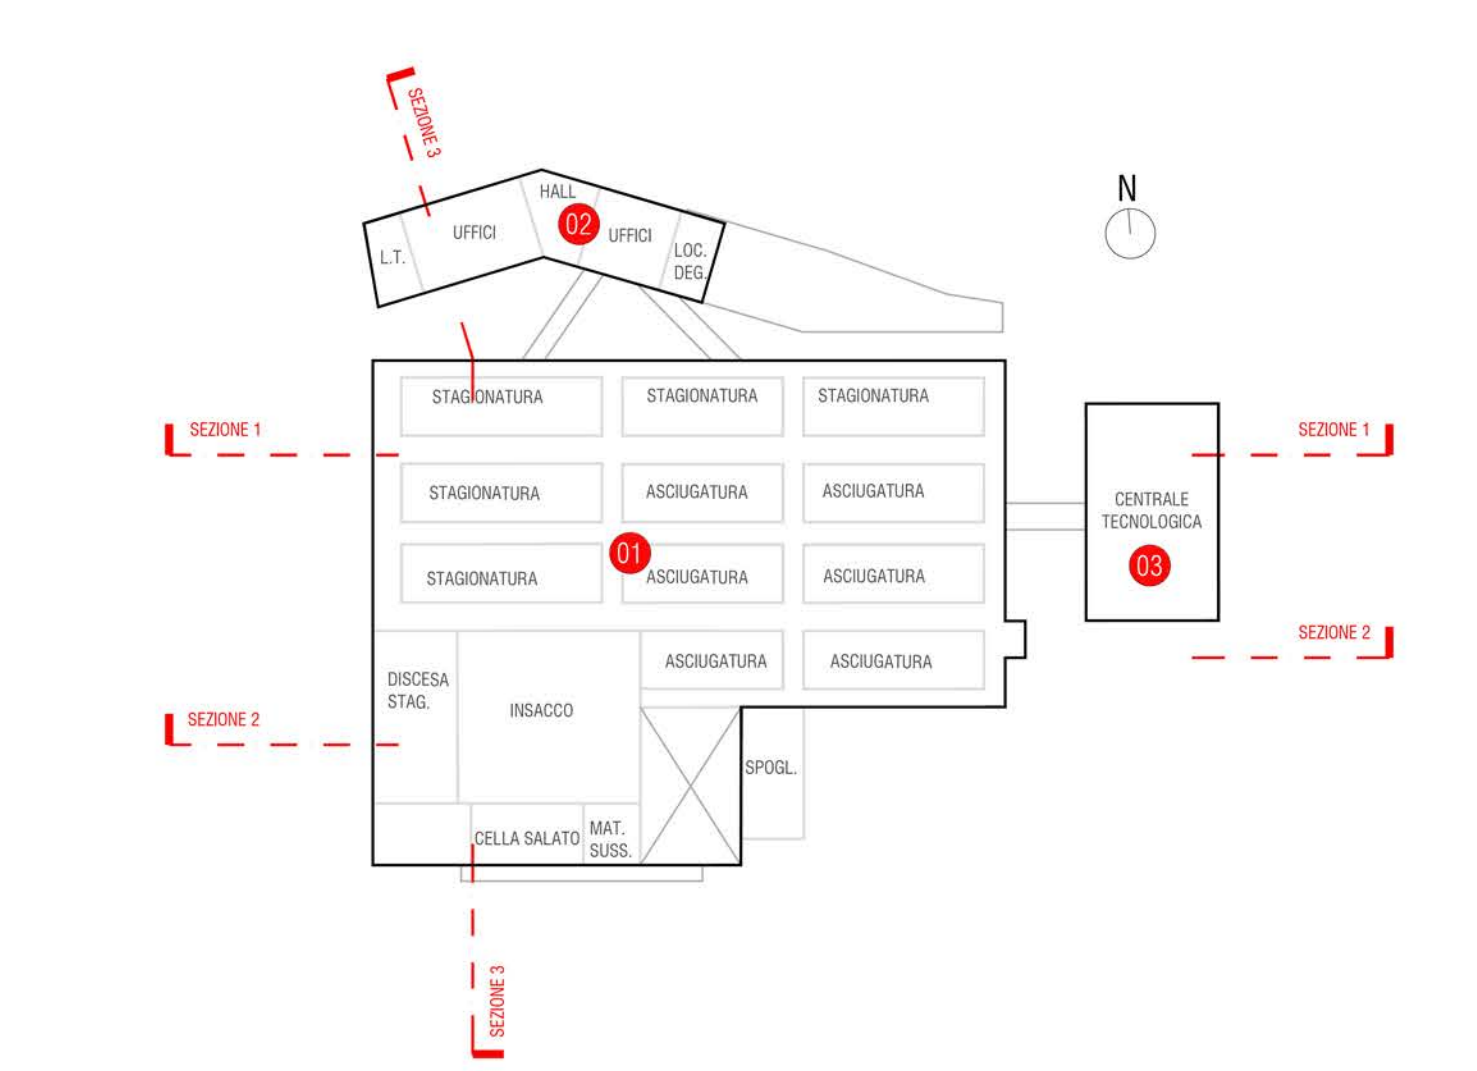 SEZIONE 3
N
HALL
02
UFFICI
UFFICI
L.T.
LOC.
DEG.
STAGIONATURA
STAGIONATURA
STAGIONATURA
SEZIONE 1
SEZIONE 1
STAGIONATURA
ASCIUGATURA
ASCIUGATURA
CENTRALE
TECNOLOGICA
01
03
STAGIONATURA
ASCIUGATURA
ASCIUGATURA
SEZIONE 2
ASCIUGATURA
ASCIUGATURA
DISCESA
STAG.
INSACCO
SEZIONE 2
SPOGL.
CELLA SALATO
MAT.
SUSS.
SEZIONE 3